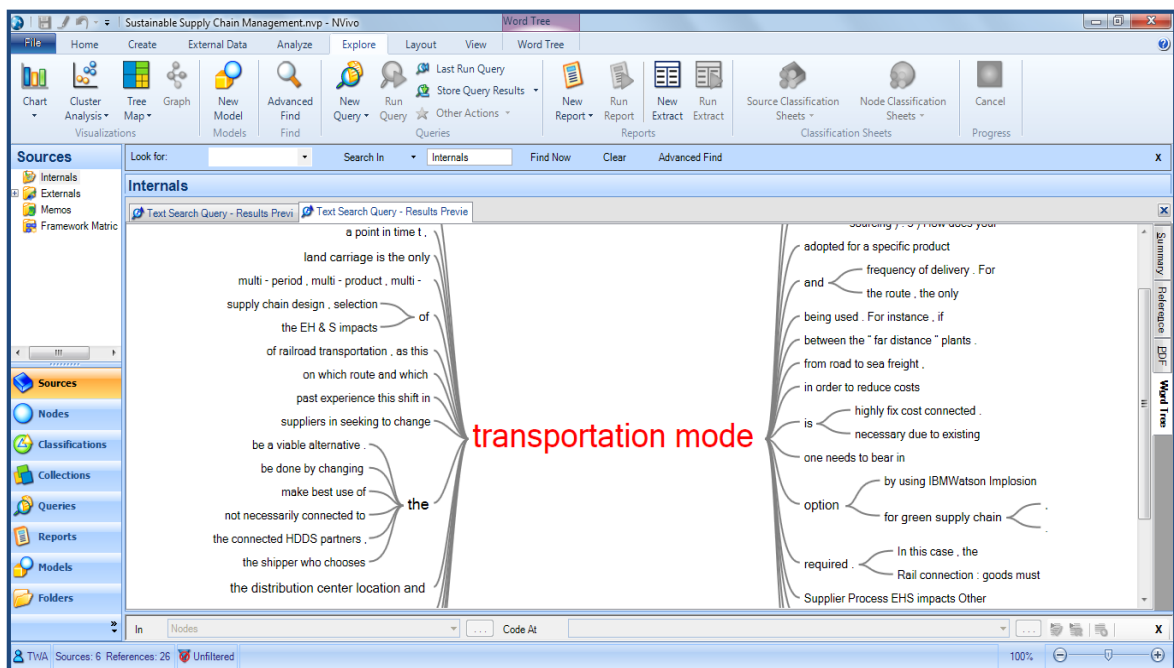 Sustainable Supply Chain Management.nvp - NVivo
Word Tree
File Home Create External Data Analyze Explore Layout View Word Tree
Chart
Cluster Analysis
Tree Map
Graph
New Model
Advanced Find
New Query
Run Query
Last Run Query
Store Query Results
Other Actions
New Report
Run Report
New Extract
Run Extract
Source Classification Sheets
Node Classification Sheets
Cancel
Visualizations Models Find Queries Reports Classification Sheets Progress
Sources
Look for: Search In Internals Find Now Clear Advanced Find x
Internals
Externals
Memos
Framework Matric
Internals
Text Search Query - Results Previ
Text Search Query - Results Previe
a point in time t ,
land carriage is the only
multi - period , multi - product , multi -
supply chain design , selection
the EH & S impacts
of
of railroad transportation , as this
on which route and which
past experience this shift in
suppliers in seeking to change
be a viable alternative .
be done by changing
make best use of
not necessarily connected to
the connected HDDS partners ,
the shipper who chooses
the
the distribution center location and
transportation mode
sourcing ) . 3 ) How does your
adopted for a specific product
and
frequency of delivery . For
the route , the only
being used . For instance , if
between the " far distance " plants .
from road to sea freight ,
in order to reduce costs
is
highly fix cost connected .
necessary due to existing
one needs to bear in
option
by using IBMWatson Implosion
for green supply chain
,
.
required .
In this case , the
Rail connection : goods must
Supplier Process EHS impacts Other
Summary
Reference
PDF
Word Tree
Sources
Nodes
Classifications
Collections
Queries
Reports
Models
Folders
In Nodes ... Code At ... x
TWA Sources: 6 References: 26 Unfiltered 100%